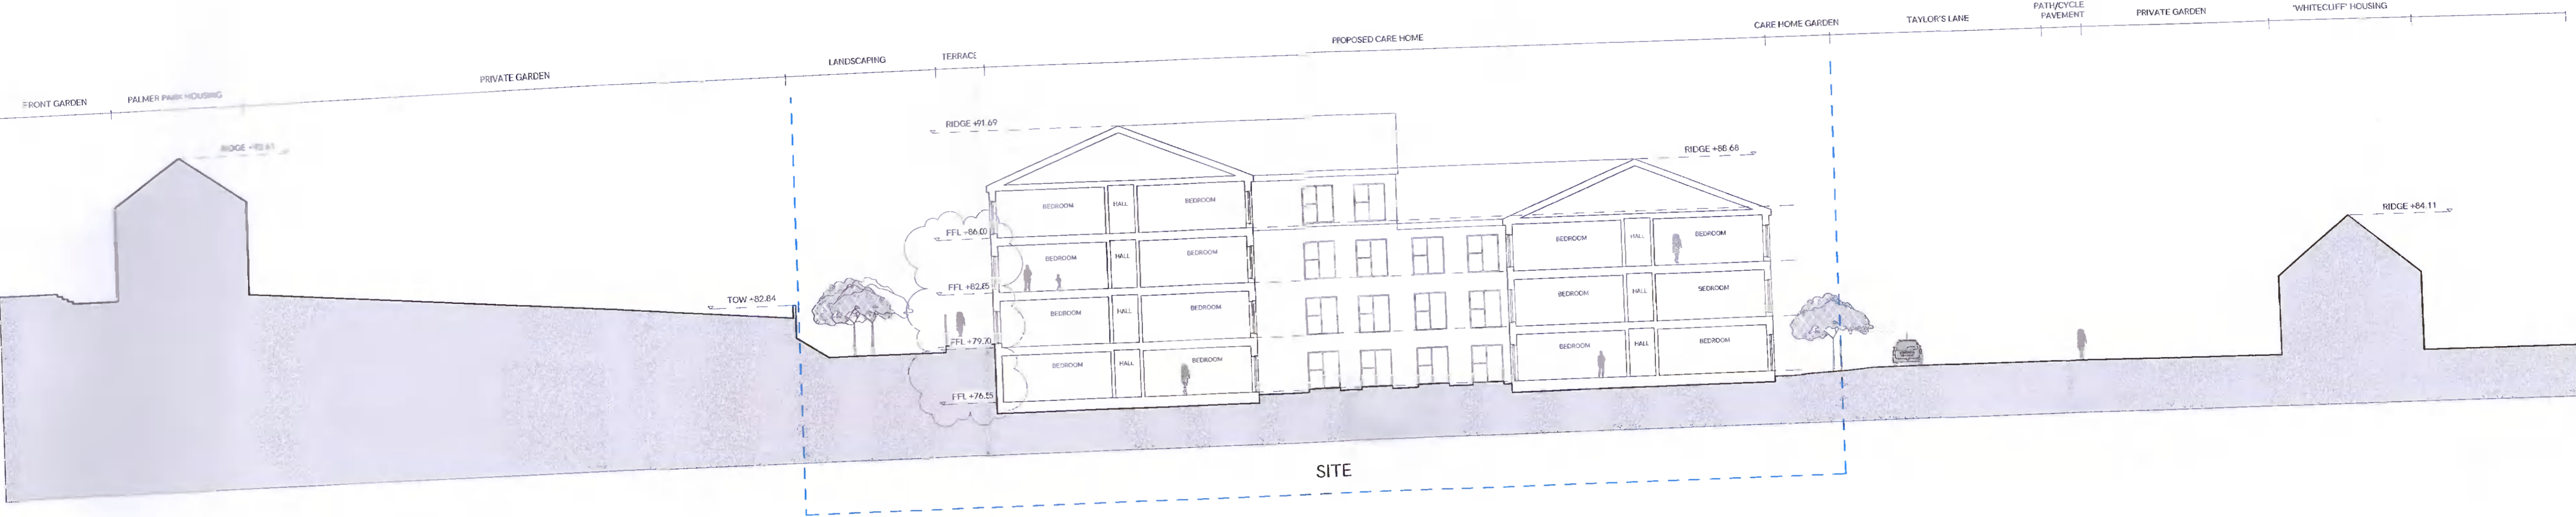 FRONT GARDEN
PALMER PARK HOUSING
PRIVATE GARDEN
LANDSCAPING
TERRACE
PROPOSED CARE HOME
CARE HOME GARDEN
TAYLOR'S LANE
PATH/CYCLE
PAVEMENT
PRIVATE GARDEN
'WHITECLIFF' HOUSING
RIDGE
RIDGE +91.69
RIDGE +88.68
RIDGE +84.11
TOW +82.84
FFL +86.00
FFL +82.85
FFL +79.70
FFL +76.55
BEDROOM
HALL
BEDROOM
BEDROOM
HALL
BEDROOM
BEDROOM
HALL
BEDROOM
BEDROOM
HALL
BEDROOM
BEDROOM
HALL
BEDROOM
BEDROOM
HALL
BEDROOM
BEDROOM
HALL
BEDROOM
SITE